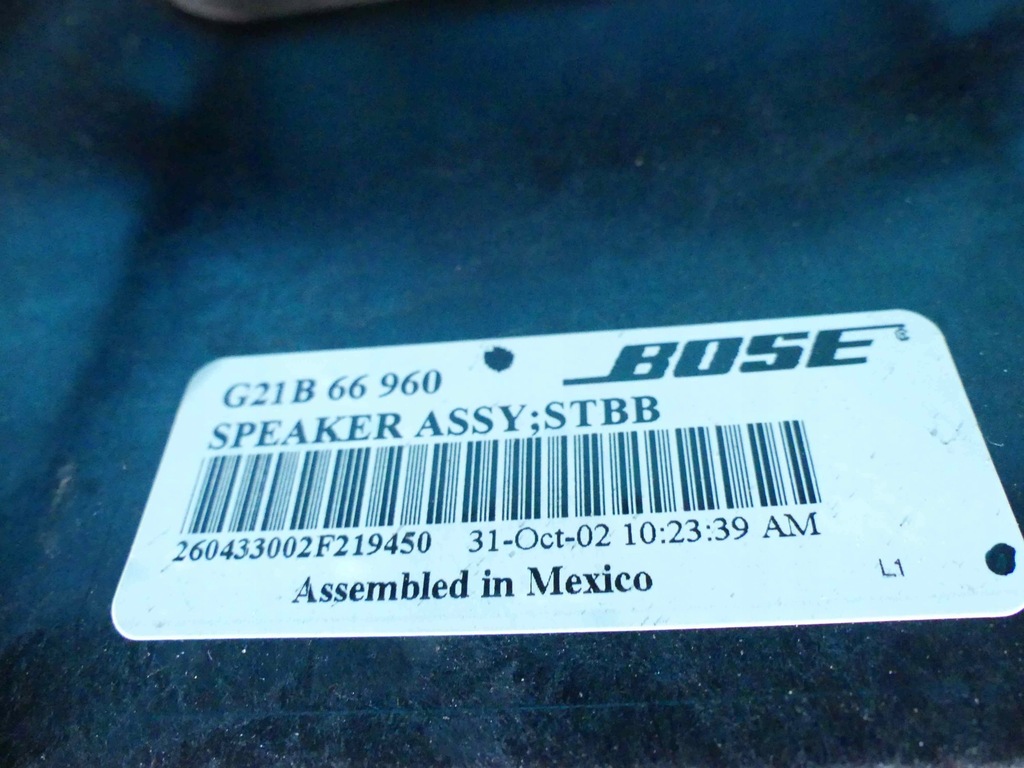 BOSE®
G21B 66 960
SPEAKER ASSY;STBB
260433002F219450 31-Oct-02 10:23:39 AM
Assembled in Mexico
L1